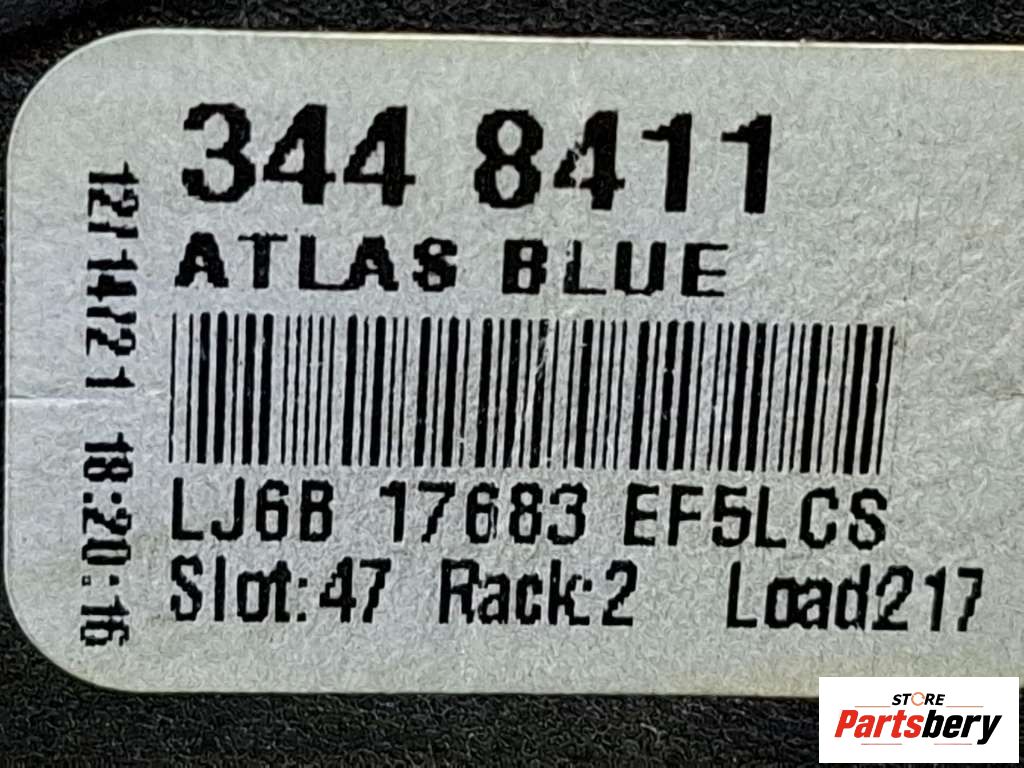 344 8411
ATLAS BLUE
LJ6B 17683 EF5LCS
Slot:47 Rack:2 Load217
12/14/21 18:20:16
STORE
Partsbery